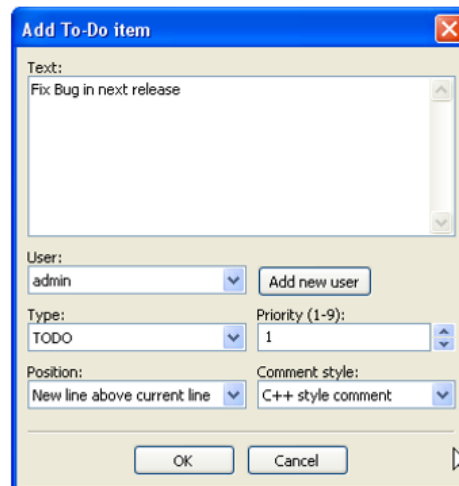 Add To-Do item
Text:
Fix Bug in next release
User:
admin
Add new user
Type:
Priority (1-9):
TODO
1
Position:
Comment style:
New line above current line
C++ style comment
OK
Cancel